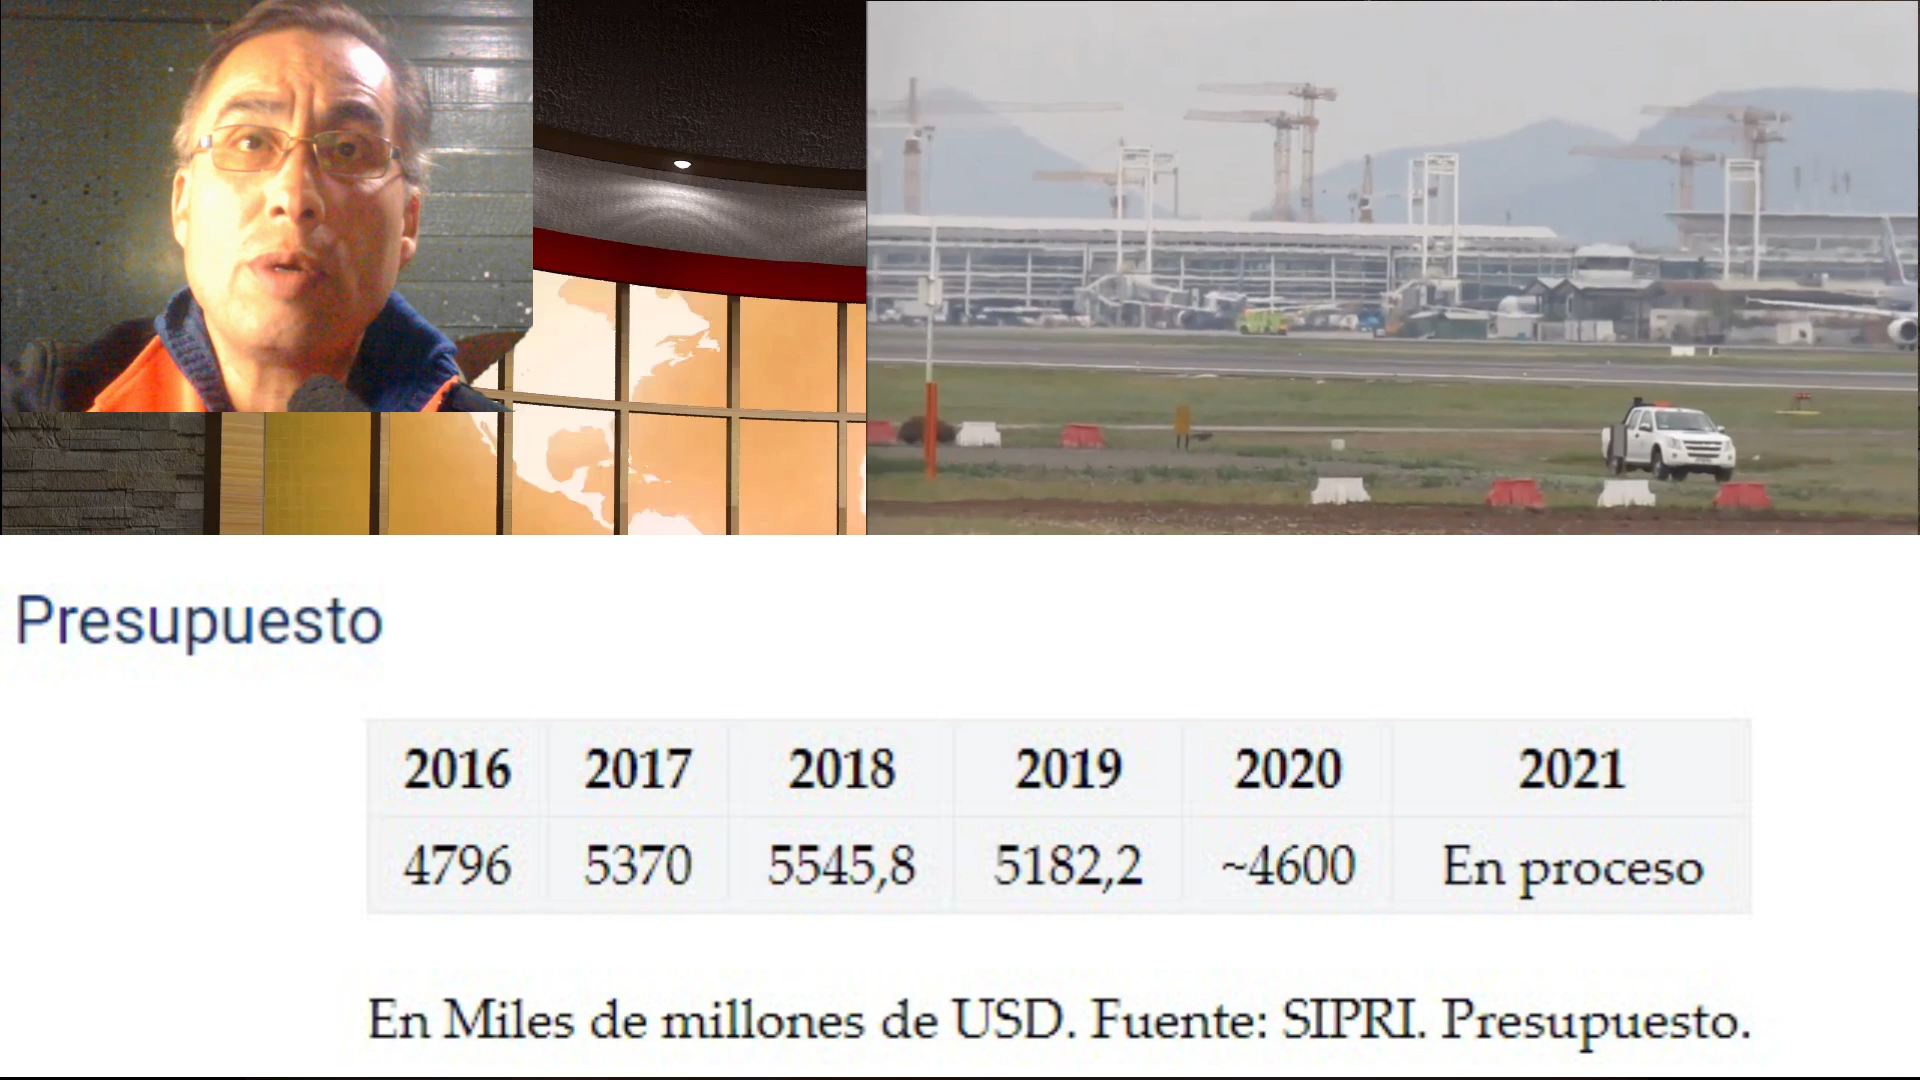 Presupuesto
2016 2017 2018 2019 2020 2021
4796 5370 5545,8 5182,2 ~4600 En proceso
En Miles de millones de USD. Fuente: SIPRI. Presupuesto.